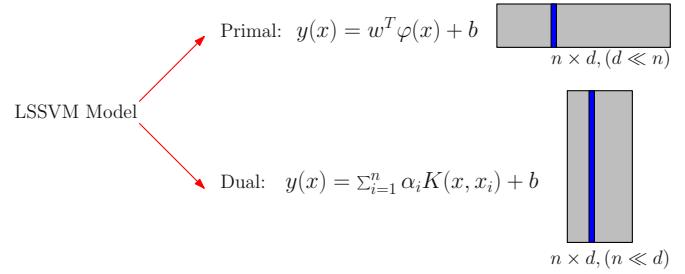 Primal: y(x) = w^T φ(x) + b
n × d, (d ≪ n)
LSSVM Model
Dual: y(x) = Σ_{i=1}^n α_i K(x, x_i) + b
n × d, (n ≪ d)